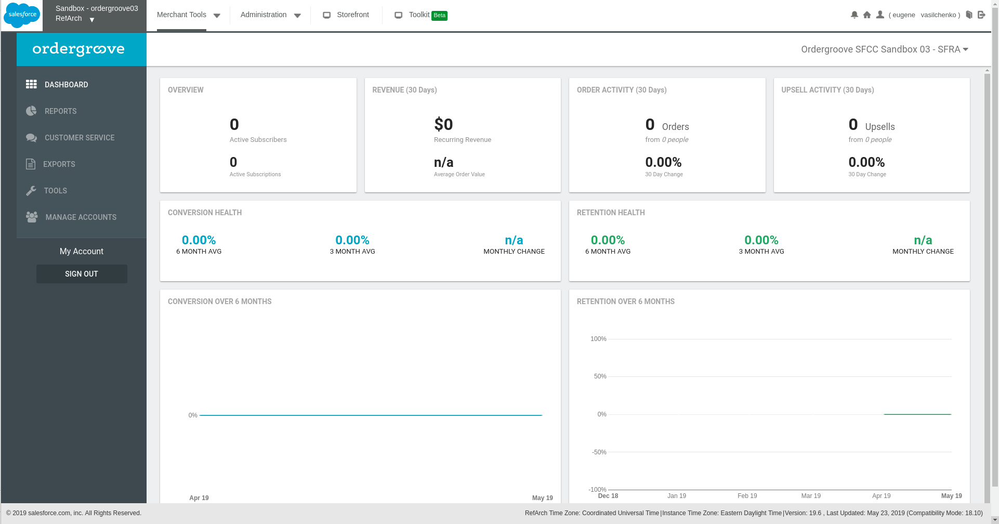 salesforce
Sandbox - ordergroove03
RefArch
Merchant Tools
Administration
Storefront
Toolkit Beta
( eugene vasilchenko )
ordergroove
Ordergroove SFCC Sandbox 03 - SFRA
DASHBOARD
REPORTS
CUSTOMER SERVICE
EXPORTS
TOOLS
MANAGE ACCOUNTS
My Account
SIGN OUT
OVERVIEW
0
Active Subscribers
0
Active Subscriptions
REVENUE (30 Days)
$0
Recurring Revenue
n/a
Average Order Value
ORDER ACTIVITY (30 Days)
0 Orders
from 0 people
0.00%
30 Day Change
UPSELL ACTIVITY (30 Days)
0 Upsells
from 0 people
0.00%
30 Day Change
CONVERSION HEALTH
0.00%
6 MONTH AVG
0.00%
3 MONTH AVG
n/a
MONTHLY CHANGE
RETENTION HEALTH
0.00%
6 MONTH AVG
0.00%
3 MONTH AVG
n/a
MONTHLY CHANGE
CONVERSION OVER 6 MONTHS
0%
Apr 19 May 19
RETENTION OVER 6 MONTHS
100%
50%
0%
-50%
-100%
Dec 18 Jan 19 Feb 19 Mar 19 Apr 19 May 19
© 2019 salesforce.com, inc. All Rights Reserved.
RefArch Time Zone: Coordinated Universal Time|Instance Time Zone: Eastern Daylight Time|Version: 19.6 , Last Updated: May 23, 2019 (Compatibility Mode: 18.10)